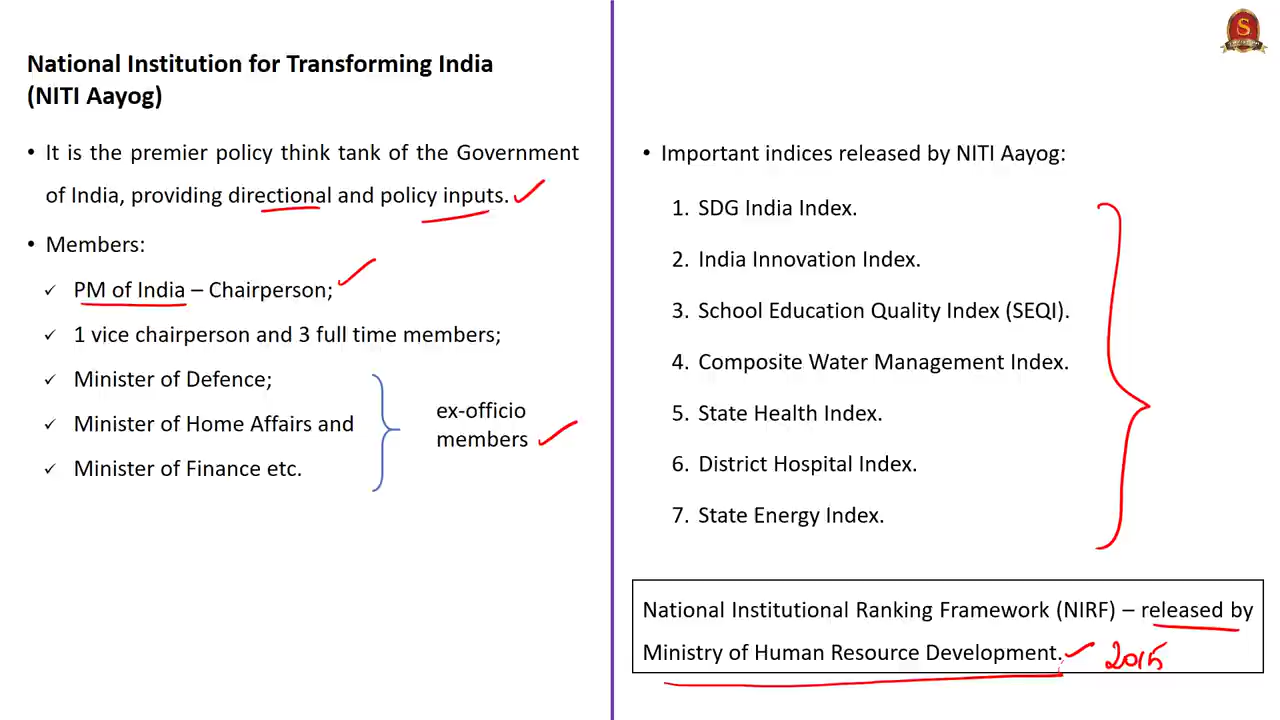 National Institution for Transforming India
(NITI Aayog)
• It is the premier policy think tank of the Government
of India, providing directional and policy inputs.
• Members:
✓ PM of India – Chairperson;
✓ 1 vice chairperson and 3 full time members;
✓ Minister of Defence;
✓ Minister of Home Affairs and
✓ Minister of Finance etc.
ex-officio
members
S
• Important indices released by NITI Aayog:
1. SDG India Index.
2. India Innovation Index.
3. School Education Quality Index (SEQI).
4. Composite Water Management Index.
5. State Health Index.
6. District Hospital Index.
7. State Energy Index.
National Institutional Ranking Framework (NIRF) – released by
Ministry of Human Resource Development.
2015